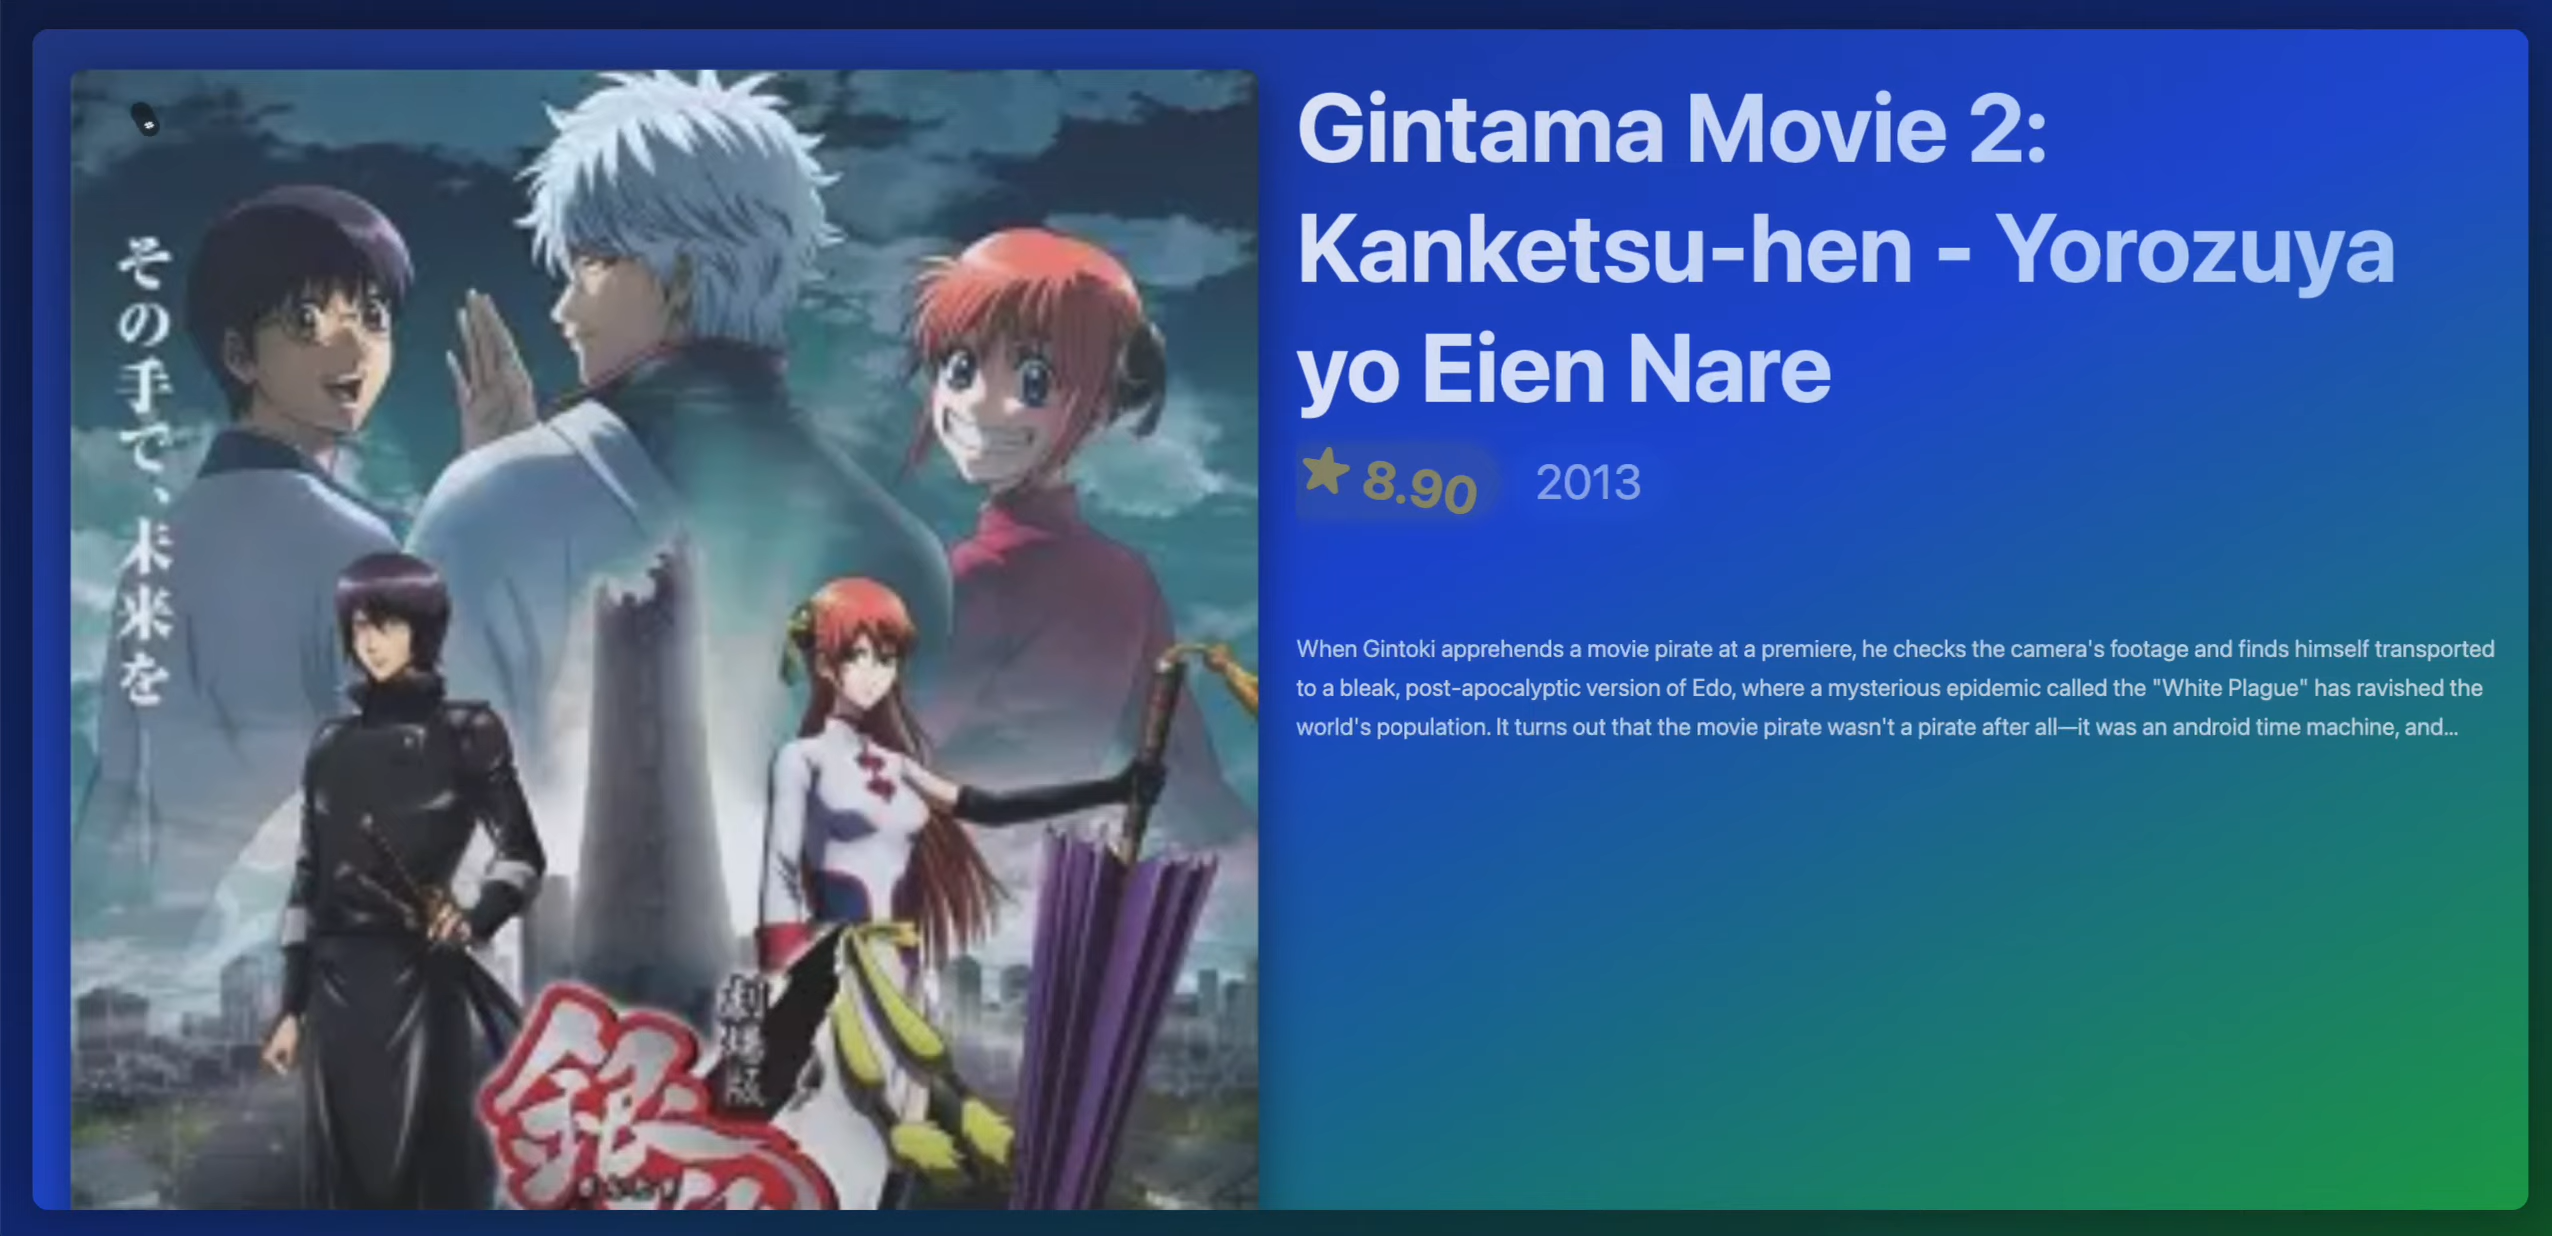 その手で、未来を
劇場版
銀
Gintama Movie 2:
Kanketsu-hen - Yorozuya
yo Eien Nare
★ 8.90 2013
When Gintoki apprehends a movie pirate at a premiere, he checks the camera's footage and finds himself transported
to a bleak, post-apocalyptic version of Edo, where a mysterious epidemic called the "White Plague" has ravished the
world's population. It turns out that the movie pirate wasn't a pirate after all—it was an android time machine, and...